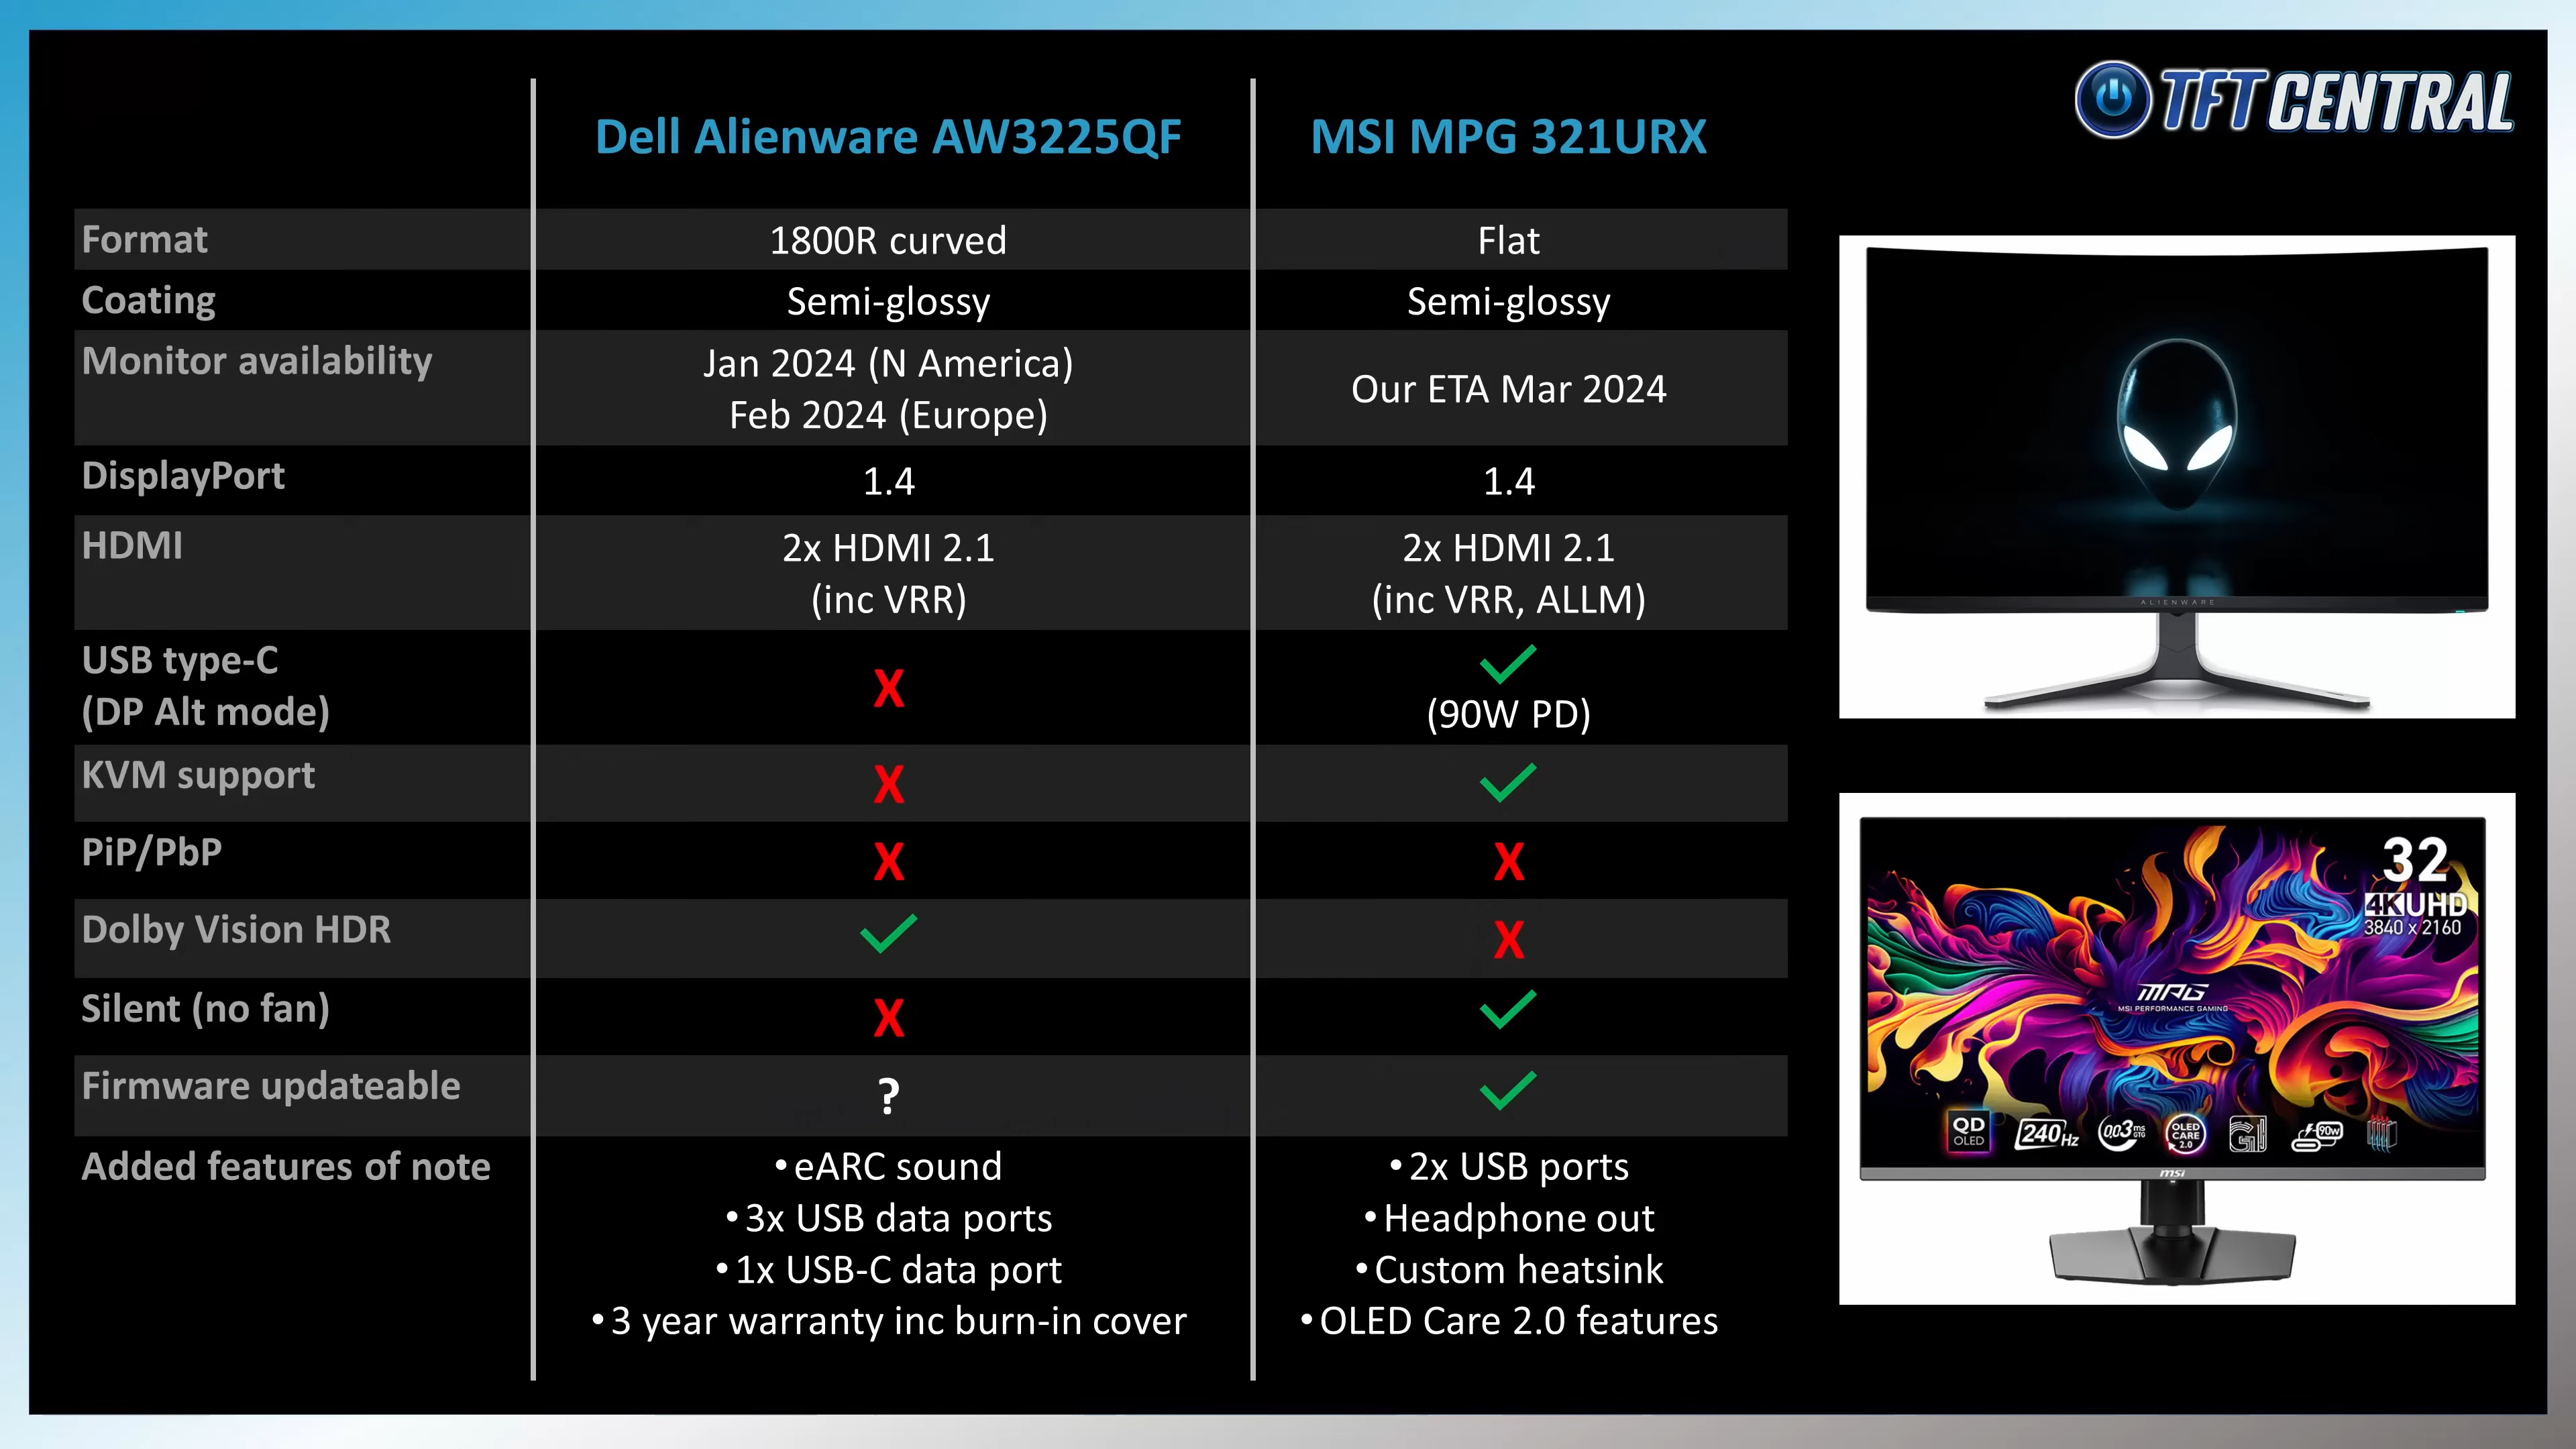 TFTCENTRAL
Dell Alienware AW3225QF
MSI MPG 321URX
Format
1800R curved
Flat
Coating
Semi-glossy
Semi-glossy
Monitor availability
Jan 2024 (N America)
Feb 2024 (Europe)
Our ETA Mar 2024
DisplayPort
1.4
1.4
HDMI
2x HDMI 2.1
(inc VRR)
2x HDMI 2.1
(inc VRR, ALLM)
USB type-C
(DP Alt mode)
X
✓
(90W PD)
KVM support
X
✓
PiP/PbP
X
X
Dolby Vision HDR
✓
X
Silent (no fan)
X
✓
Firmware updateable
?
✓
Added features of note
•eARC sound
•3x USB data ports
•1x USB-C data port
•3 year warranty inc burn-in cover
•2x USB ports
•Headphone out
•Custom heatsink
•OLED Care 2.0 features
ALIENWARE
32
4K UHD
3840 x 2160
MPG
MSI PERFORMANCE GAMING
QD
OLED
240Hz
0.03ms
GTG
OLED
CARE
2.0
90W
msi